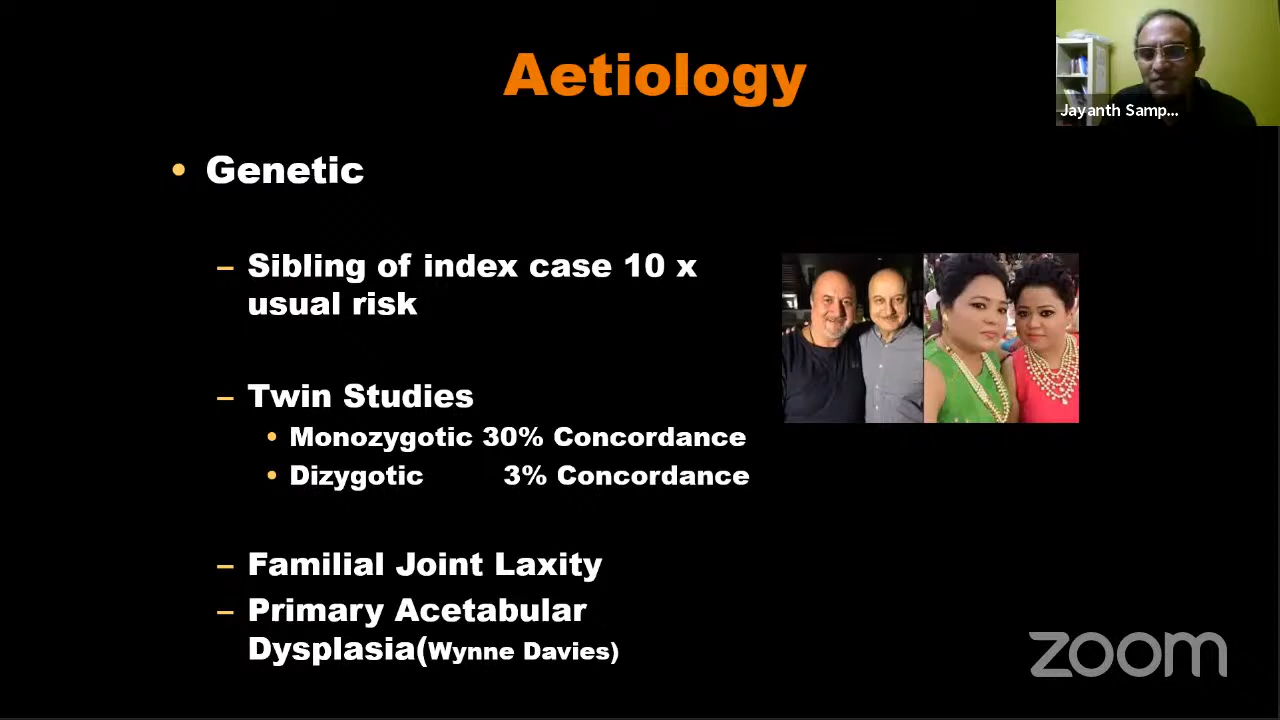 Aetiology
Jayanth Samp...
• Genetic
– Sibling of index case 10 x
usual risk
– Twin Studies
• Monozygotic 30% Concordance
• Dizygotic 3% Concordance
– Familial Joint Laxity
– Primary Acetabular
Dysplasia(Wynne Davies)
zoom